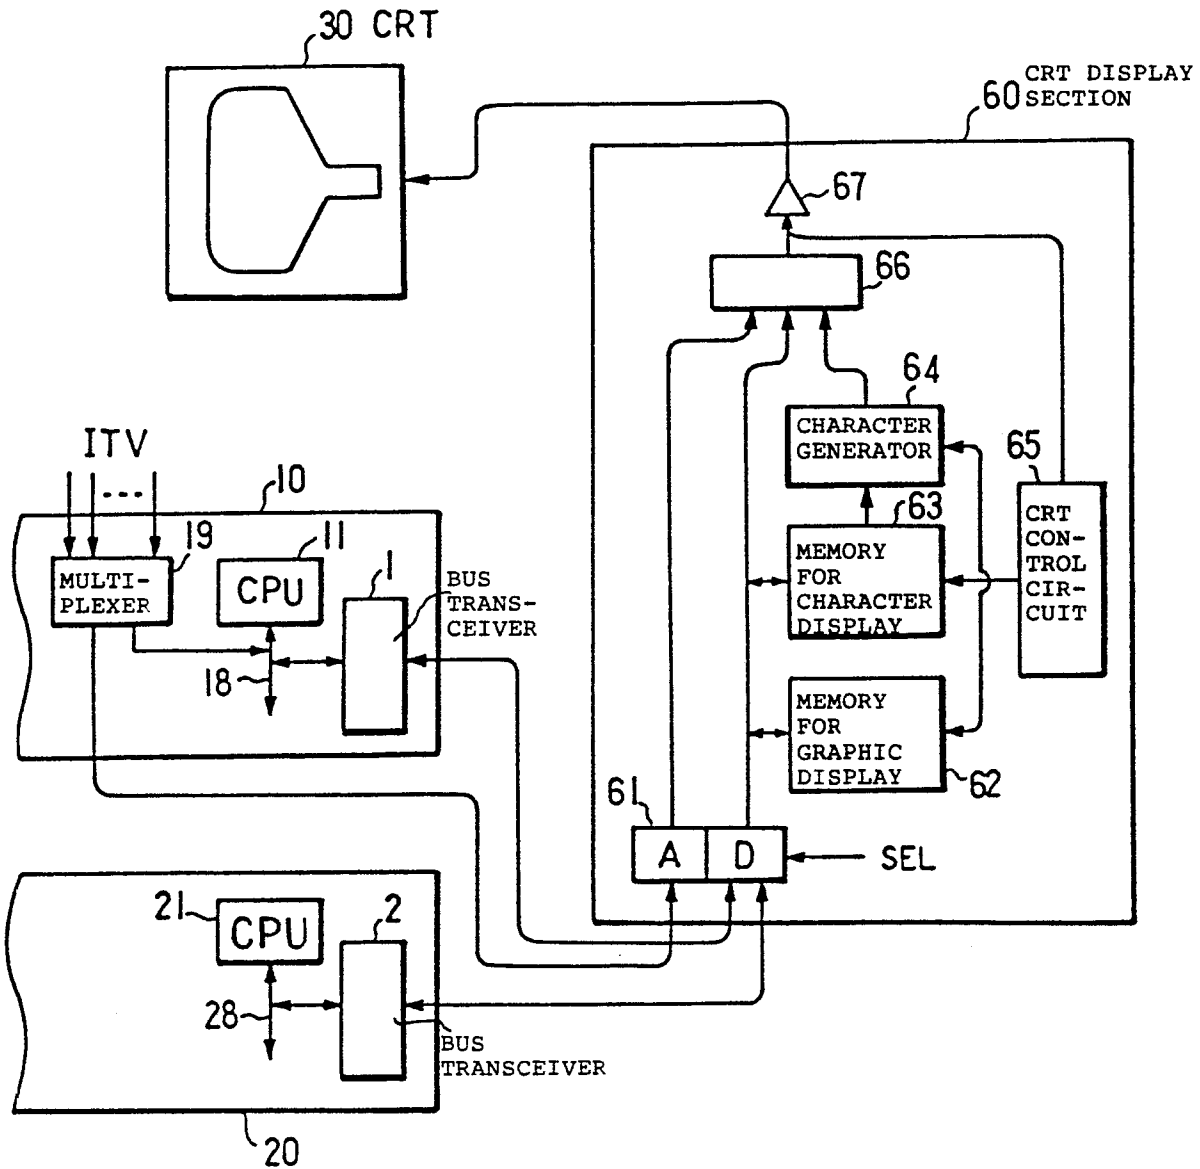 30 CRT
60 CRT DISPLAY
SECTION
67
66
64
CHARACTER
GENERATOR
65
CRT
CON-
TROL
CIR-
CUIT
63
MEMORY
FOR
CHARACTER
DISPLAY
MEMORY
FOR
GRAPHIC
DISPLAY
62
61
A
D
SEL
ITV
10
19
MULTI-
PLEXER
11
CPU
1
BUS
TRANS-
CEIVER
18
21
CPU
2
28
BUS
TRANSCEIVER
20